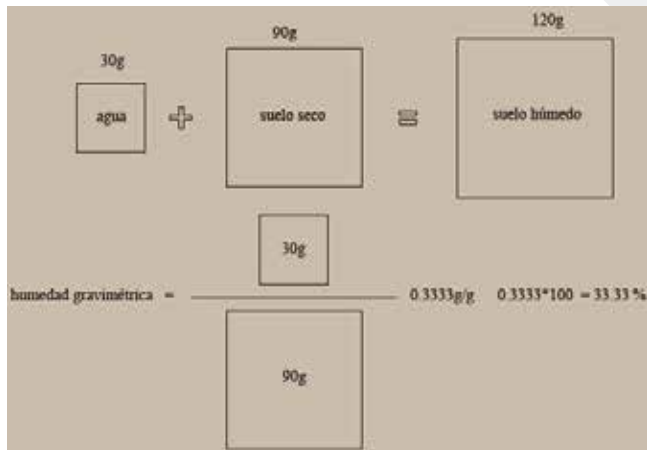 30g
90g
120g
agua
suelo seco
=
suelo húmedo
30g
humedad gravimétrica =
0.3333g/g 0.3333*100 = 33.33 %
90g